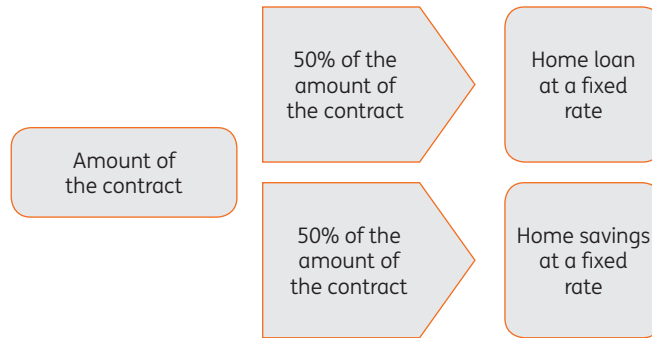 Amount of
the contract
50% of the
amount of
the contract
Home loan
at a fixed
rate
50% of the
amount of
the contract
Home savings
at a fixed
rate